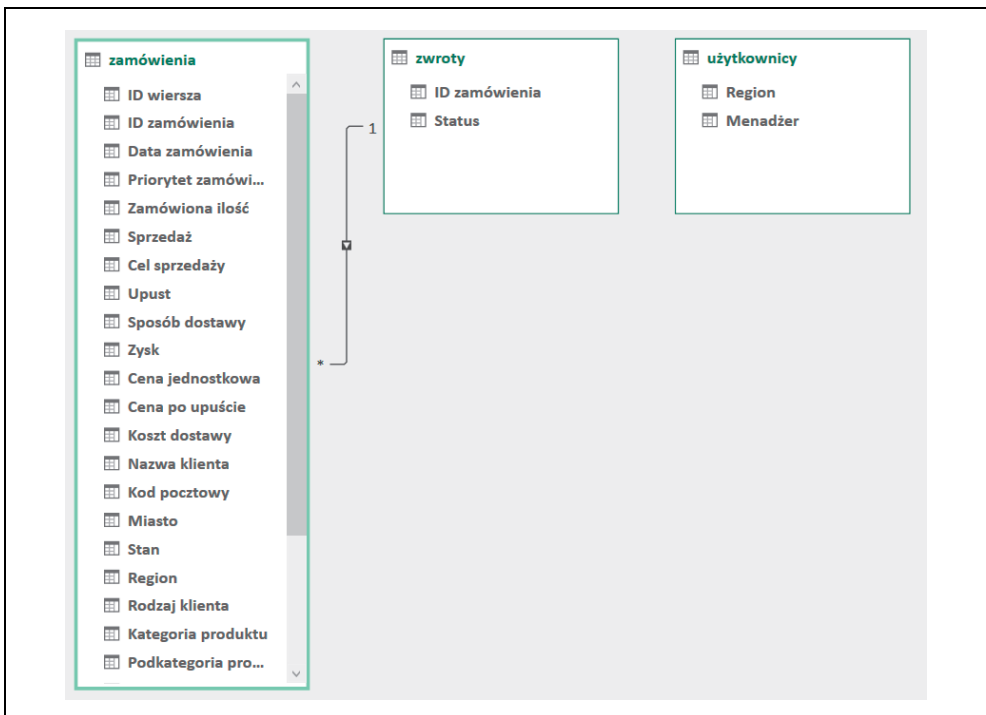 zamówienia
ID wiersza
ID zamówienia
Data zamówienia
Priorytet zamówi...
Zamówiona ilość
Sprzedaż
Cel sprzedaży
Upust
Sposób dostawy
Zysk
Cena jednostkowa
Cena po upuście
Koszt dostawy
Nazwa klienta
Kod pocztowy
Miasto
Stan
Region
Rodzaj klienta
Kategoria produktu
Podkategoria pro...
1
*
zwroty
ID zamówienia
Status
użytkownicy
Region
Menadżer